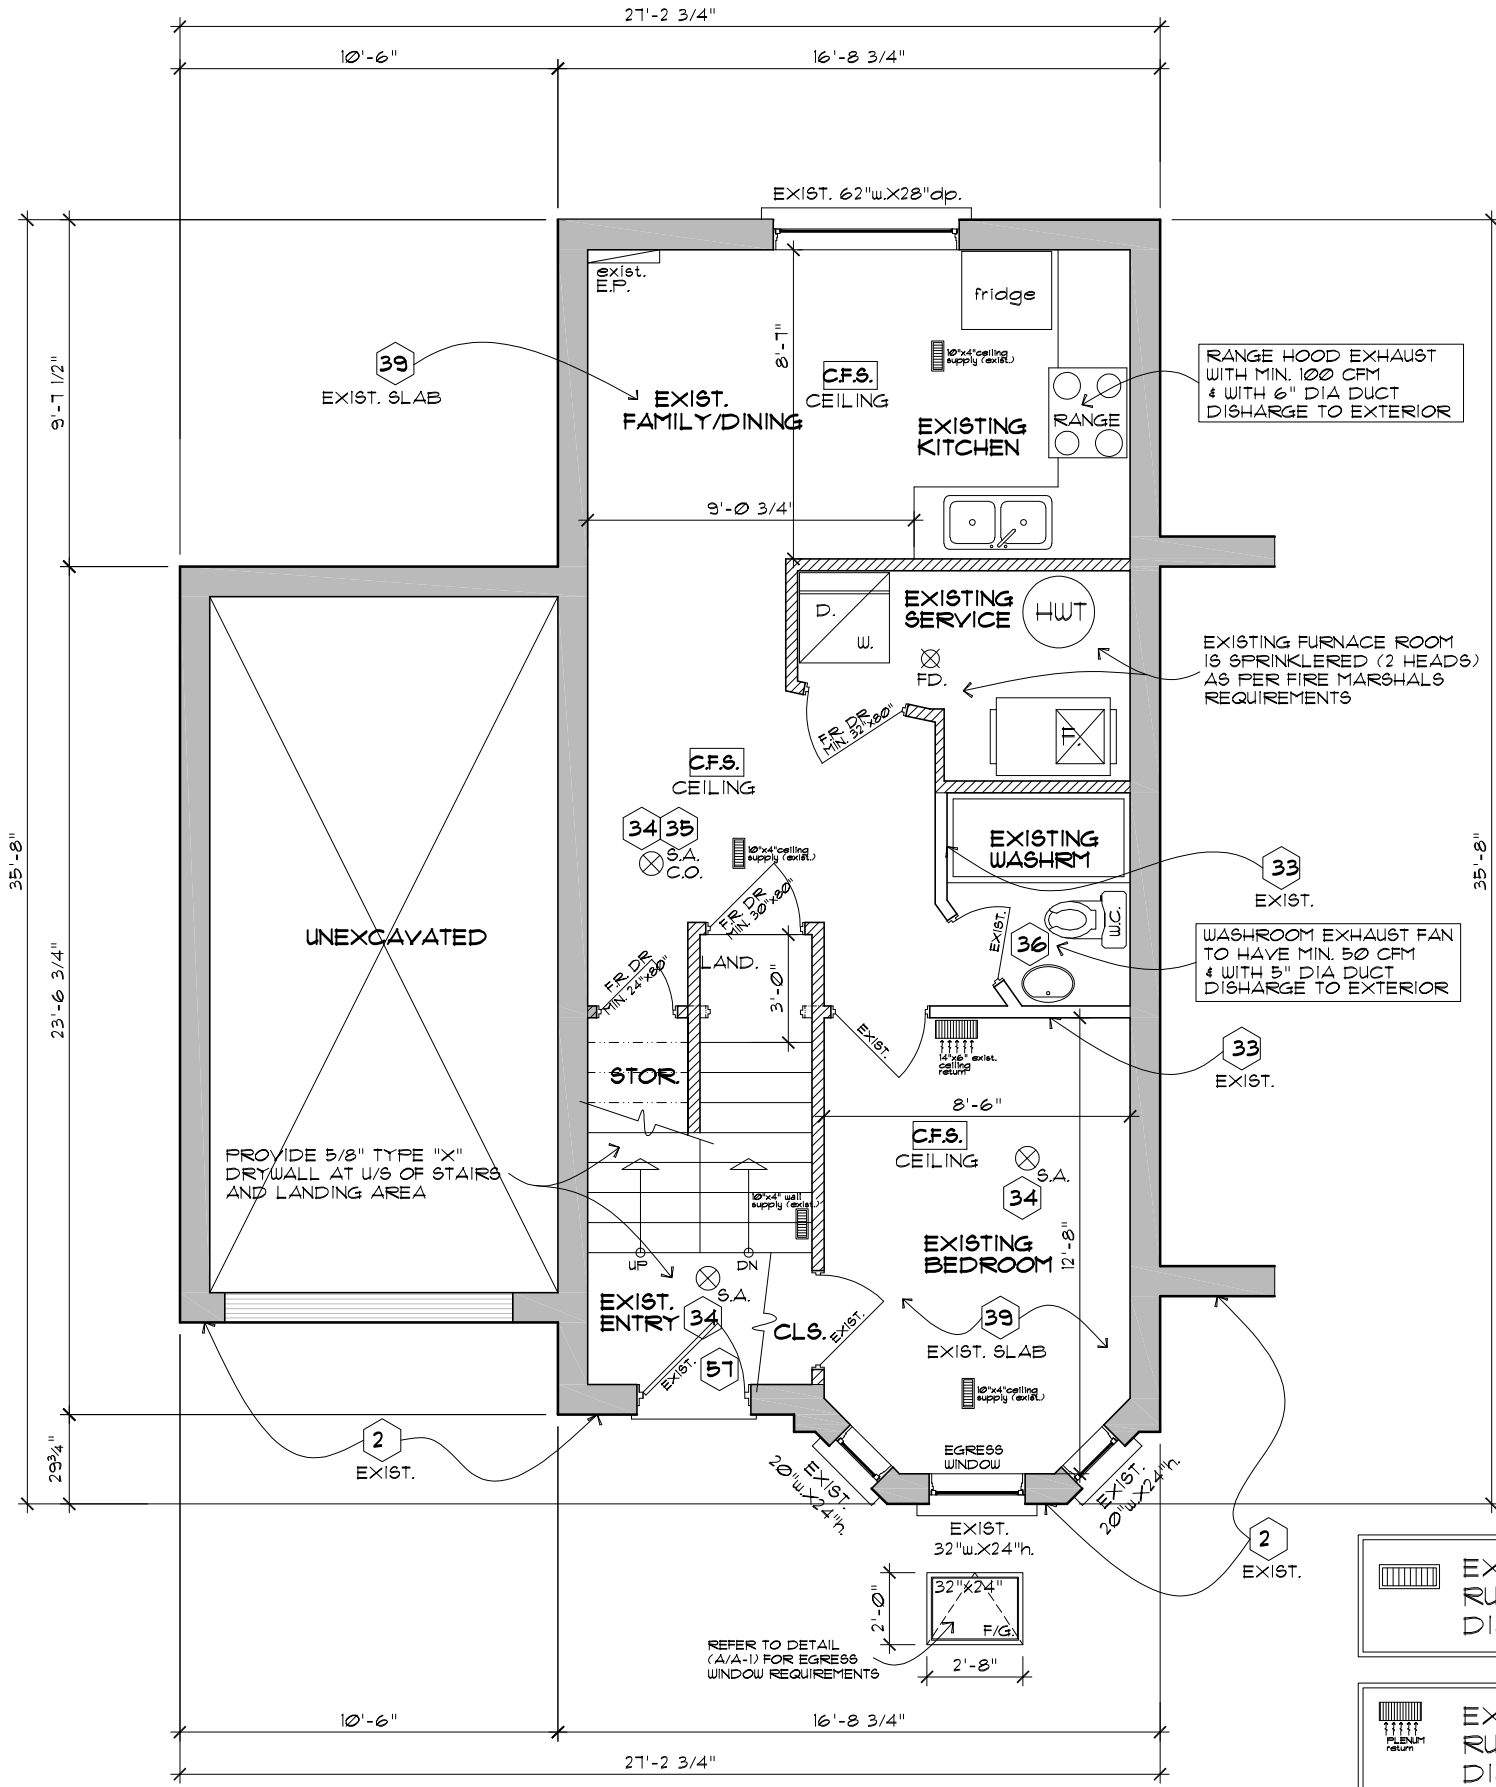 27'-2 3/4"
10'-6"
16'-8 3/4"
EXIST. 62"w.X28"dp.
exist.
E.P.
fridge
8'-7"
10"x4"ceiling
supply (exist.)
39
EXIST. SLAB
C.F.S.
CEILING
RANGE HOOD EXHAUST
WITH MIN. 100 CFM
& WITH 6" DIA DUCT
DISHARGE TO EXTERIOR
9'-7 1/2"
EXIST.
FAMILY/DINING
EXISTING
KITCHEN
RANGE
9'-0 3/4'
D.
W.
EXISTING
SERVICE
HWT
FD.
EXISTING FURNACE ROOM
IS SPRINKLERED (2 HEADS)
AS PER FIRE MARSHALS
REQUIREMENTS
F.R. DR
MIN. 32"x80"
F.
C.F.S.
CEILING
34
35
S.A.
C.O.
10"x4"ceiling
supply (exist.)
EXISTING
WASHRM
33
EXIST.
35'-8"
35'-8"
F.R. DR
MIN. 30"x80"
EXIST.
W.C.
36
WASHROOM EXHAUST FAN
TO HAVE MIN. 50 CFM
& WITH 5" DIA DUCT
DISHARGE TO EXTERIOR
UNEXCAVATED
LAND.
F.R. DR
MIN. 24"x80"
3'-0"
23'-6 3/4"
EXIST.
14"x6" exist.
ceiling
return
33
EXIST.
STOR.
8'-6"
C.F.S.
CEILING
S.A.
34
PROVIDE 5/8" TYPE "X"
DRYWALL AT U/S OF STAIRS
AND LANDING AREA
10"x4" wall
supply (exist.)
UP
DN
EXISTING
BEDROOM
12'-8"
S.A.
EXIST.
ENTRY
34
CLS.
EXIST.
39
EXIST. SLAB
EXIST.
57
10"x4"ceiling
supply (exist.)
2
EXIST.
29¾"
EGRESS
WINDOW
EXIST.
20"w.X24"h.
EXIST.
20"w.X24"h.
EXIST.
32"w.X24"h.
2
EXIST.
32"x24"
F/G.
2'-0"
2'-8"
REFER TO DETAIL
(A/A-1) FOR EGRESS
WINDOW REQUIREMENTS
EX
RU
DI
PLENUM
return
EX
RU
DI
10'-6"
16'-8 3/4"
27'-2 3/4"